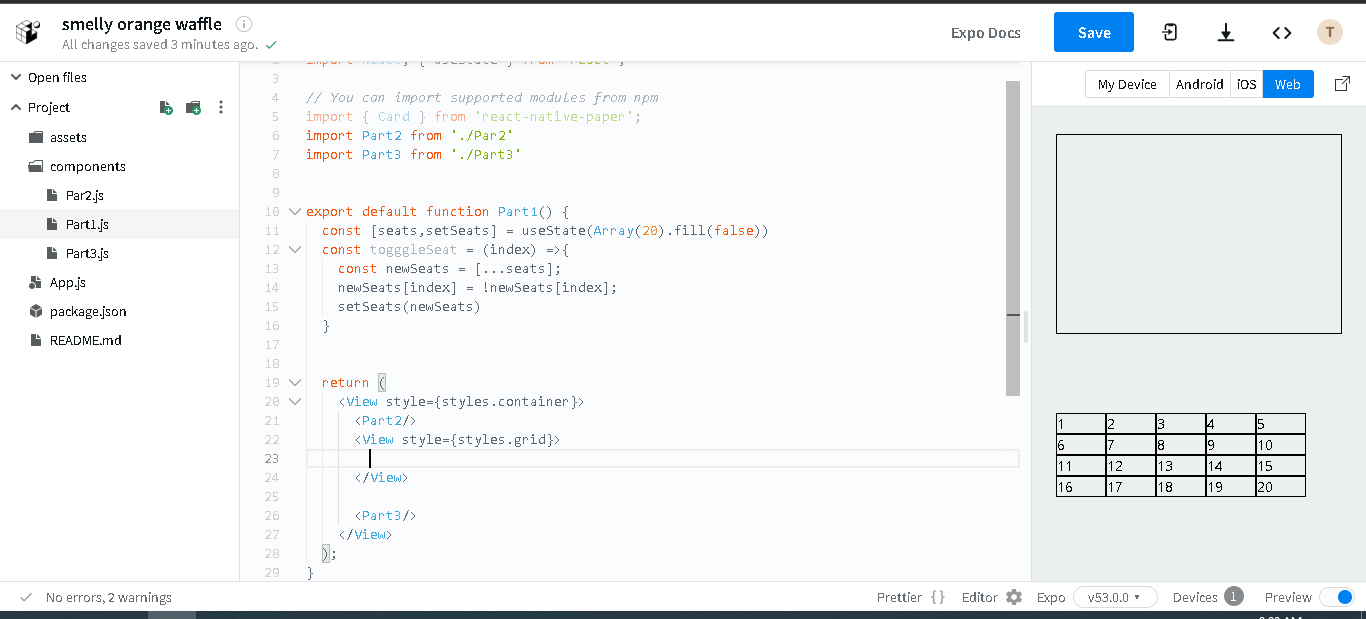 smelly orange waffle
All changes saved 3 minutes ago.
Expo Docs
Save
T
Open files
Project
assets
components
Par2.js
Part1.js
Part3.js
App.js
package.json
README.md
2 import React, { useState } from 'react';
3
4 // You can import supported modules from npm
5 import { Card } from 'react-native-paper';
6 import Part2 from './Par2'
7 import Part3 from './Part3'
8
9
10 export default function Part1() {
11 const [seats,setSeats] = useState(Array(20).fill(false))
12 const togggleSeat = (index) =>{
13 const newSeats = [...seats];
14 newSeats[index] = !newSeats[index];
15 setSeats(newSeats)
16 }
17
18
19 return (
20 <View style={styles.container}>
21 <Part2/>
22 <View style={styles.grid}>
23
24 </View>
25
26 <Part3/>
27 </View>
28 );
29 }
My Device Android iOS Web
1 2 3 4 5
6 7 8 9 10
11 12 13 14 15
16 17 18 19 20
No errors, 2 warnings
Prettier { } Editor Expo v53.0.0 Devices 1 Preview